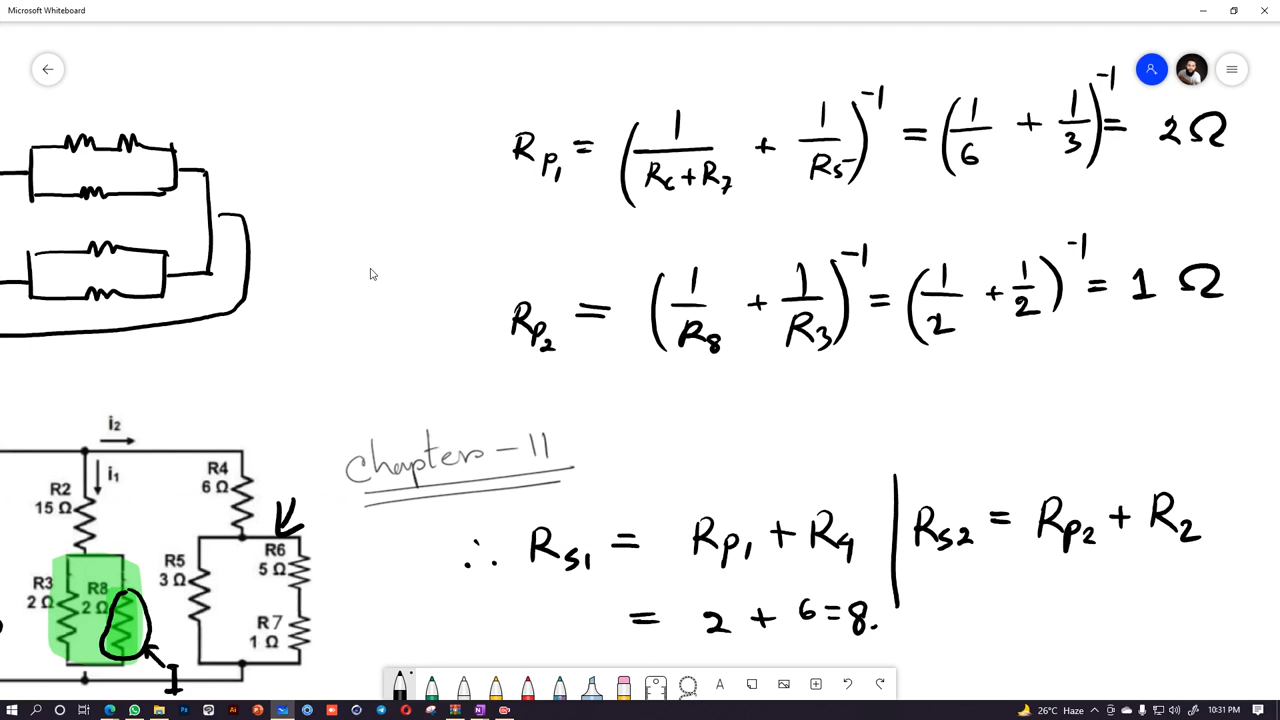 Microsoft Whiteboard
Rp1 = (1/(R6+R7) + 1/R5)^-1 = (1/6 + 1/3)^-1 = 2Ω
Rp2 = (1/R8 + 1/R3)^-1 = (1/2 + 1/2)^-1 = 1 Ω
i2
i1
R2
15 Ω
R4
6 Ω
chapters - 11
R3
2 Ω
R8
2 Ω
R5
3 Ω
R6
5 Ω
R7
1 Ω
I
∴ Rs1 = Rp1 + R4
= 2 + 6 = 8.
Rs2 = Rp2 + R2
A
26°C Haze
10:31 PM